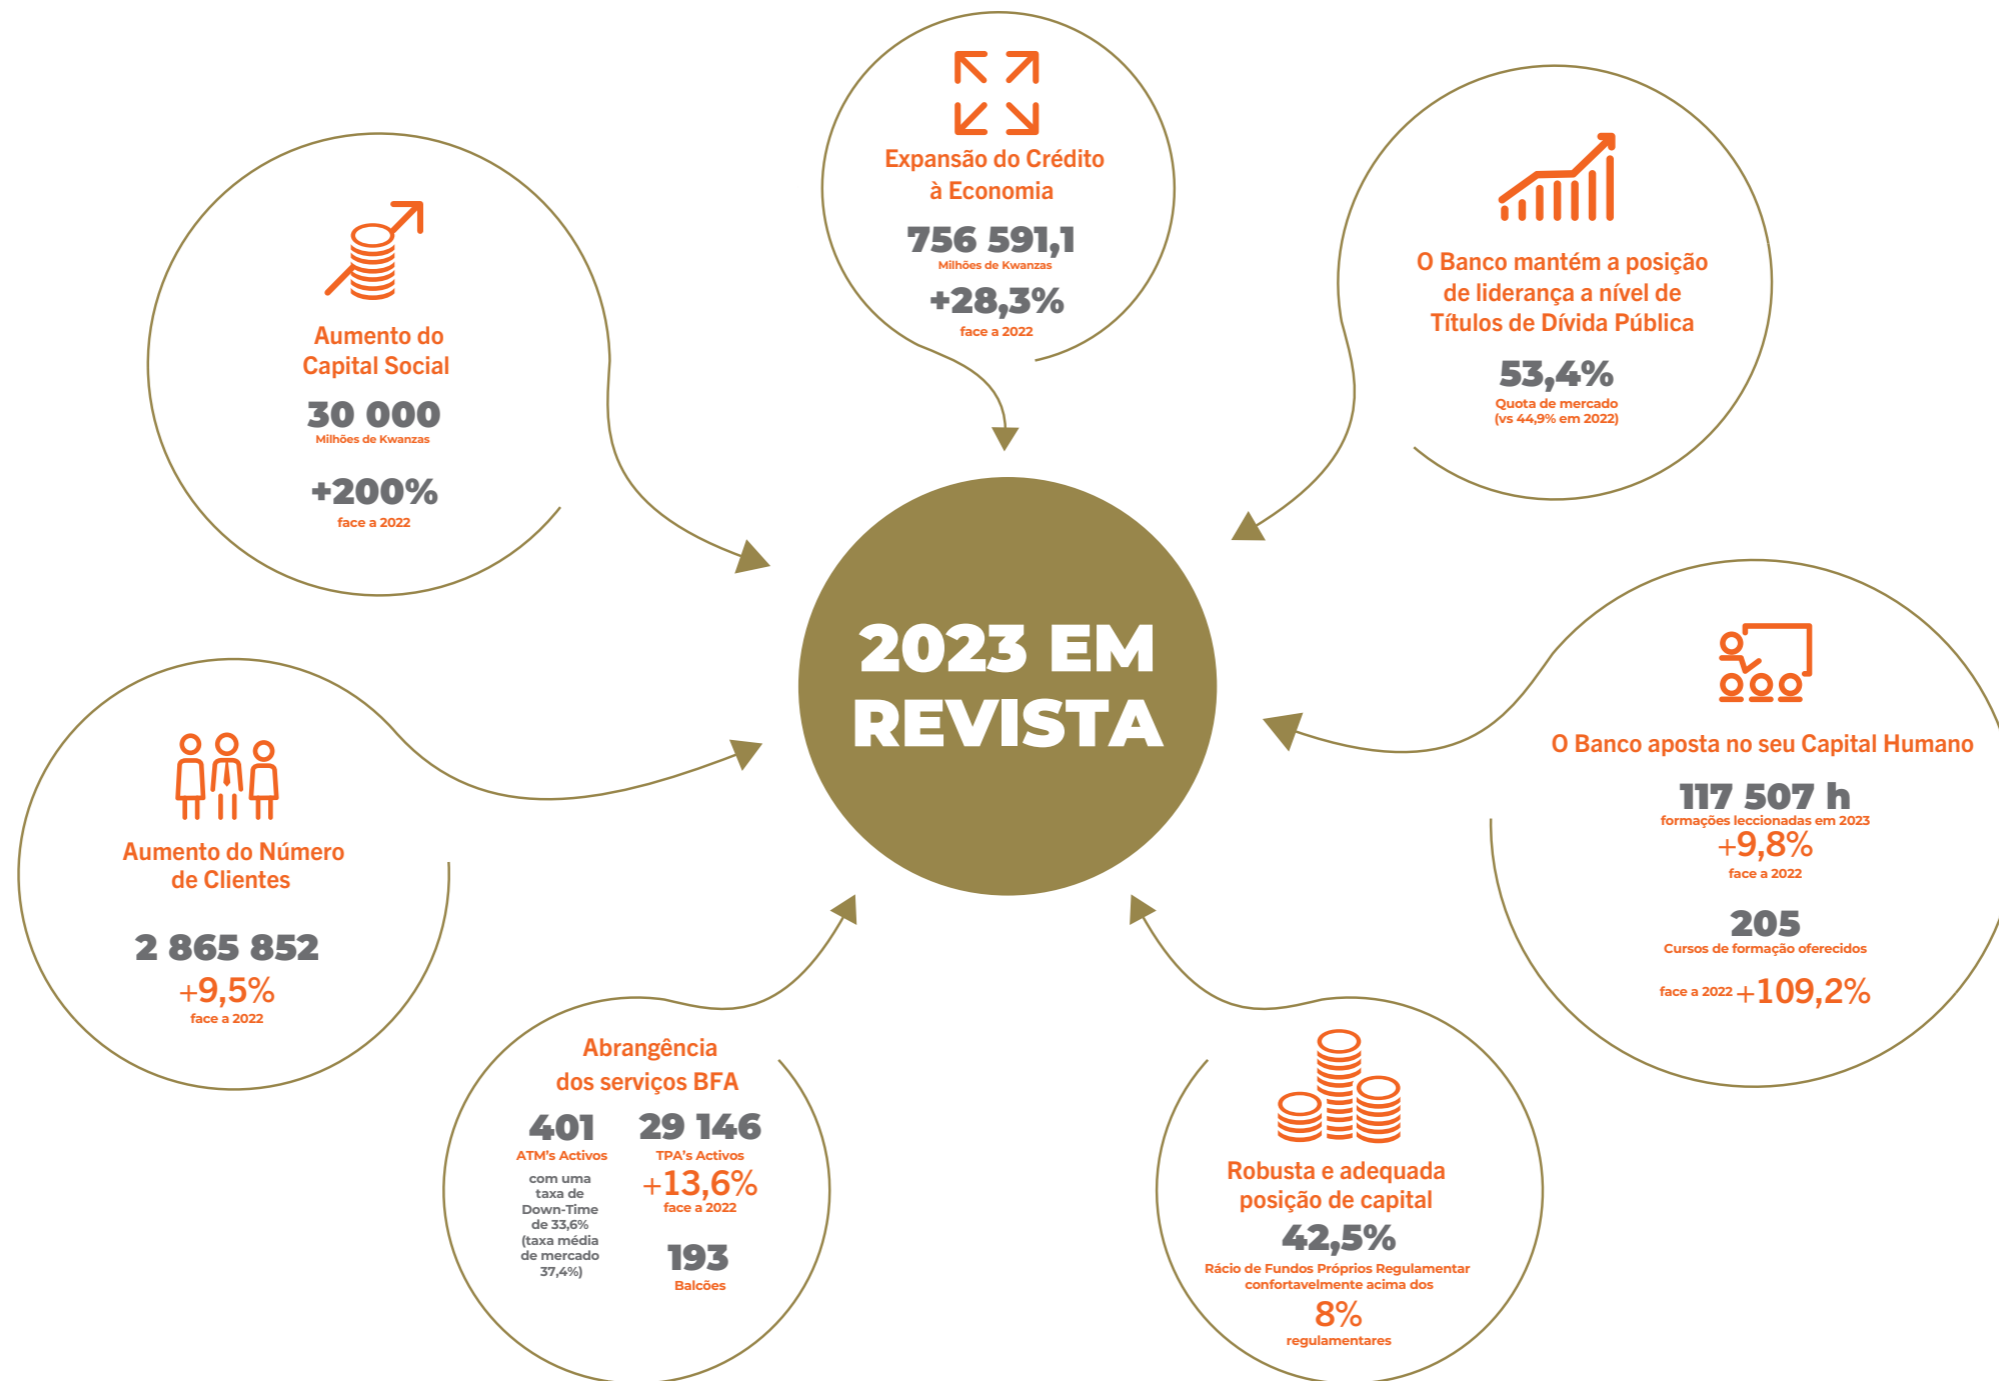 Expansão do Crédito
à Economia
756 591,1
Milhões de Kwanzas
+28,3%
face a 2022
O Banco mantém a posição
de liderança a nível de
Títulos de Dívida Pública
53,4%
Quota de mercado
(vs 44,9% em 2022)
Aumento do
Capital Social
30 000
Milhões de Kwanzas
+200%
face a 2022
2023 EM
REVISTA
O Banco aposta no seu Capital Humano
117 507 h
formações leccionadas em 2023
+9,8%
face a 2022
205
Cursos de formação oferecidos
face a 2022 +109,2%
Aumento do Número
de Clientes
2 865 852
+9,5%
face a 2022
Abrangência
dos serviços BFA
401
ATM's Activos
com uma
taxa de
Down-Time
de 33,6%
(taxa média
de mercado
37,4%)
29 146
TPA's Activos
+13,6%
face a 2022
193
Balcões
Robusta e adequada
posição de capital
42,5%
Rácio de Fundos Próprios Regulamentar
confortavelmente acima dos
8%
regulamentares